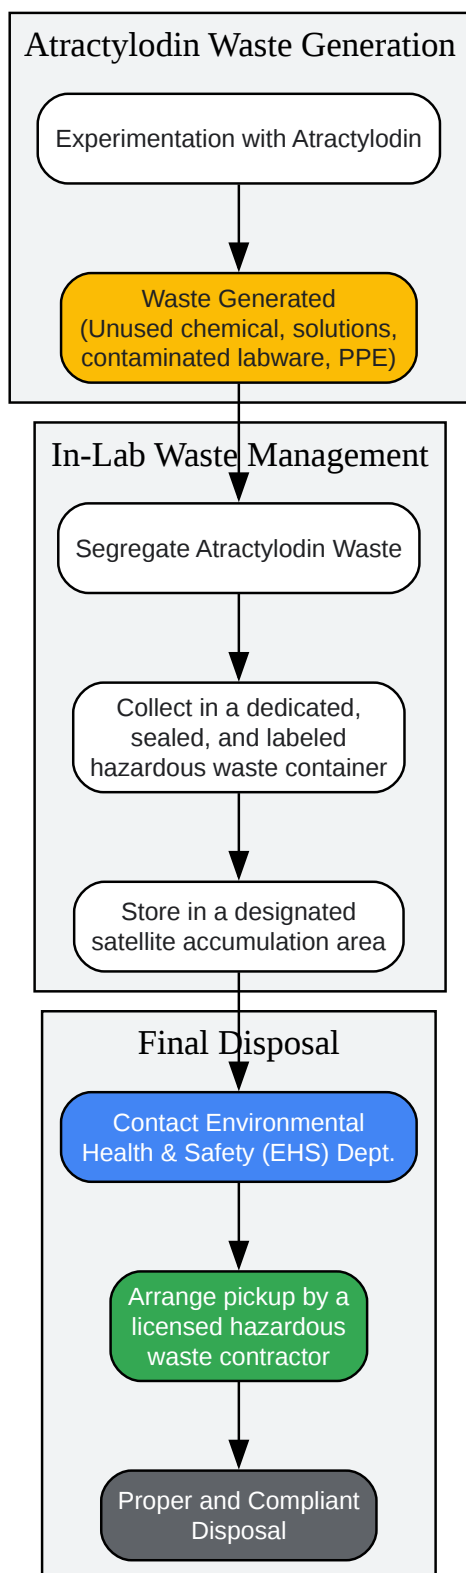 Atractylodin Waste Generation
Experimentation with Atractylodin
Waste Generated
(Unused chemical, solutions,
contaminated labware, PPE)
In-Lab Waste Management
Segregate Atractylodin Waste
Collect in a dedicated,
sealed, and labeled
hazardous waste container
Store in a designated
satellite accumulation area
Final Disposal
Contact Environmental
Health & Safety (EHS) Dept.
Arrange pickup by a
licensed hazardous
waste contractor
Proper and Compliant
Disposal